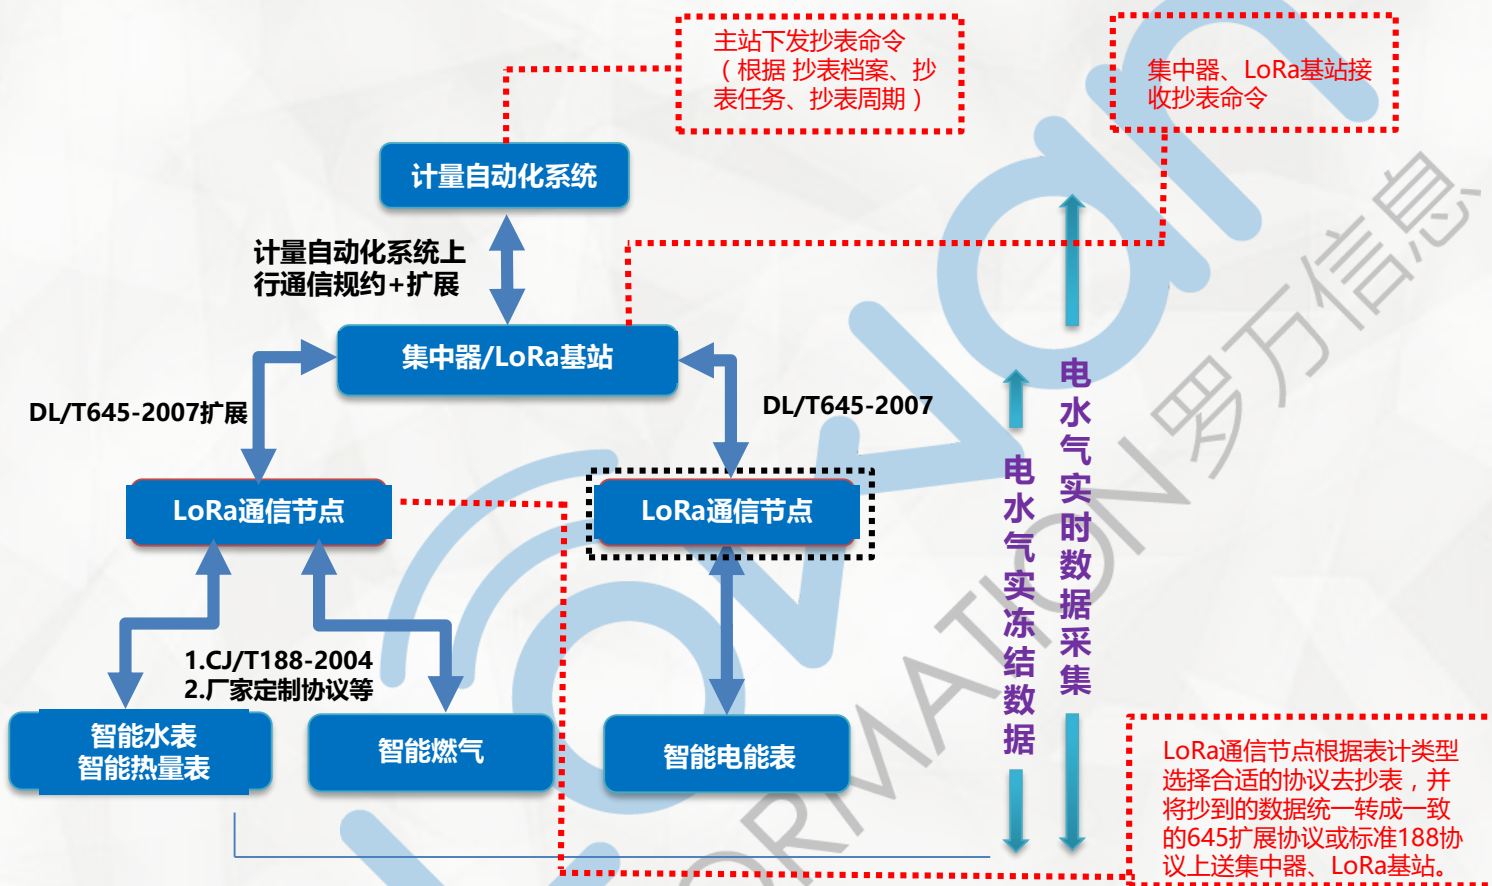 主站下发抄表命令
（根据 抄表档案、抄
表任务、抄表周期）
集中器、LoRa基站接
收抄表命令
计量自动化系统
计量自动化系统上
行通信规约+扩展
集中器/LoRa基站
DL/T645-2007扩展
DL/T645-2007
LoRa通信节点
LoRa通信节点
1.CJ/T188-2004
2.厂家定制协议等
智能水表
智能热量表
智能燃气
智能电能表
电水气实冻结数据
电水气实时数据采集
LoRa通信节点根据表计类型
选择合适的协议去抄表，并
将抄到的数据统一转成一致
的645扩展协议或标准188协
议上送集中器、LoRa基站。
ORMATION 罗万信息